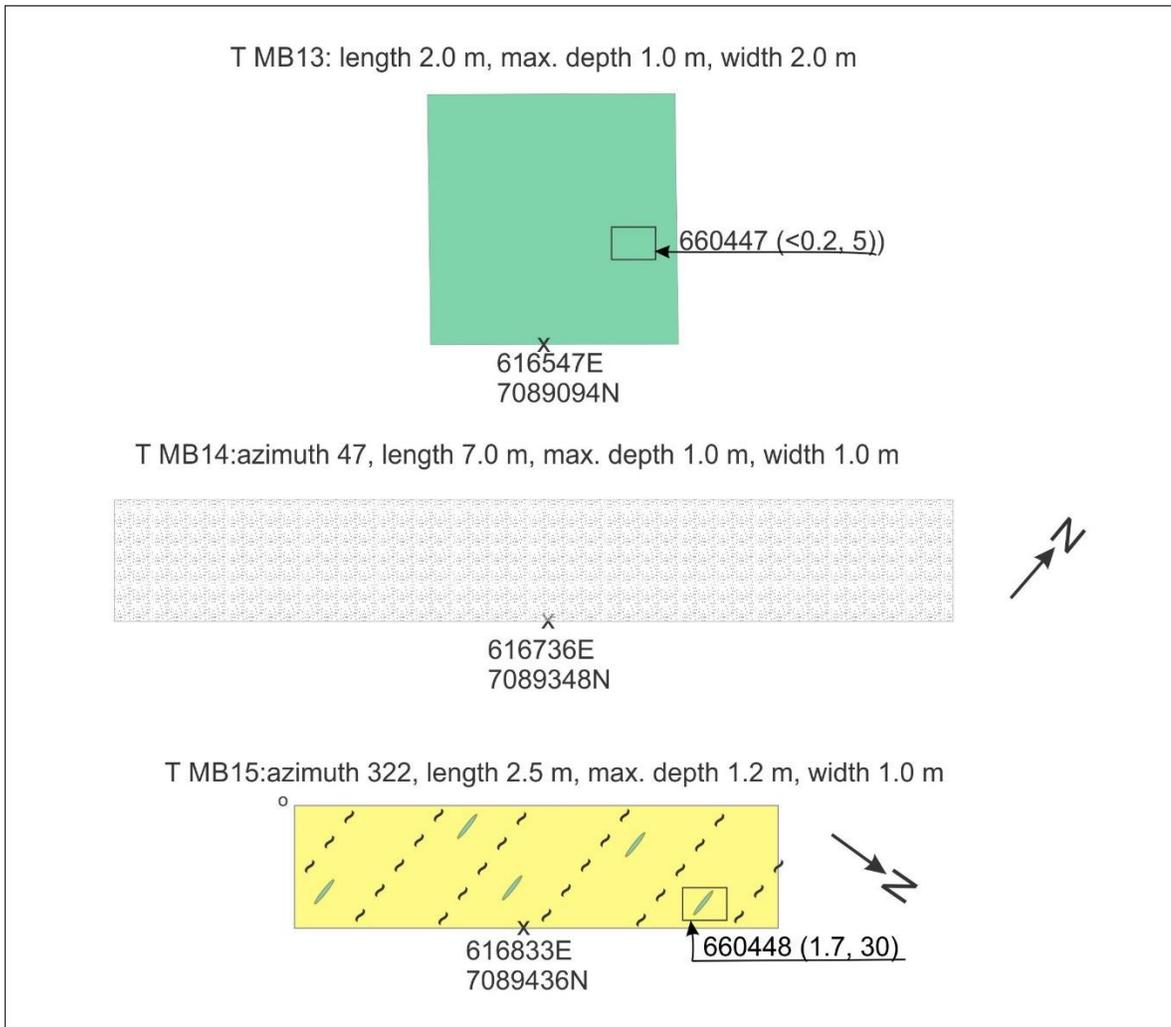 T MB13: length 2.0 m, max. depth 1.0 m, width 2.0 m
660447 (<0.2, 5))
x
616547E
7089094N
T MB14:azimuth 47, length 7.0 m, max. depth 1.0 m, width 1.0 m
N
x
616736E
7089348N
T MB15:azimuth 322, length 2.5 m, max. depth 1.2 m, width 1.0 m
o
N
x
616833E
7089436N
660448 (1.7, 30)